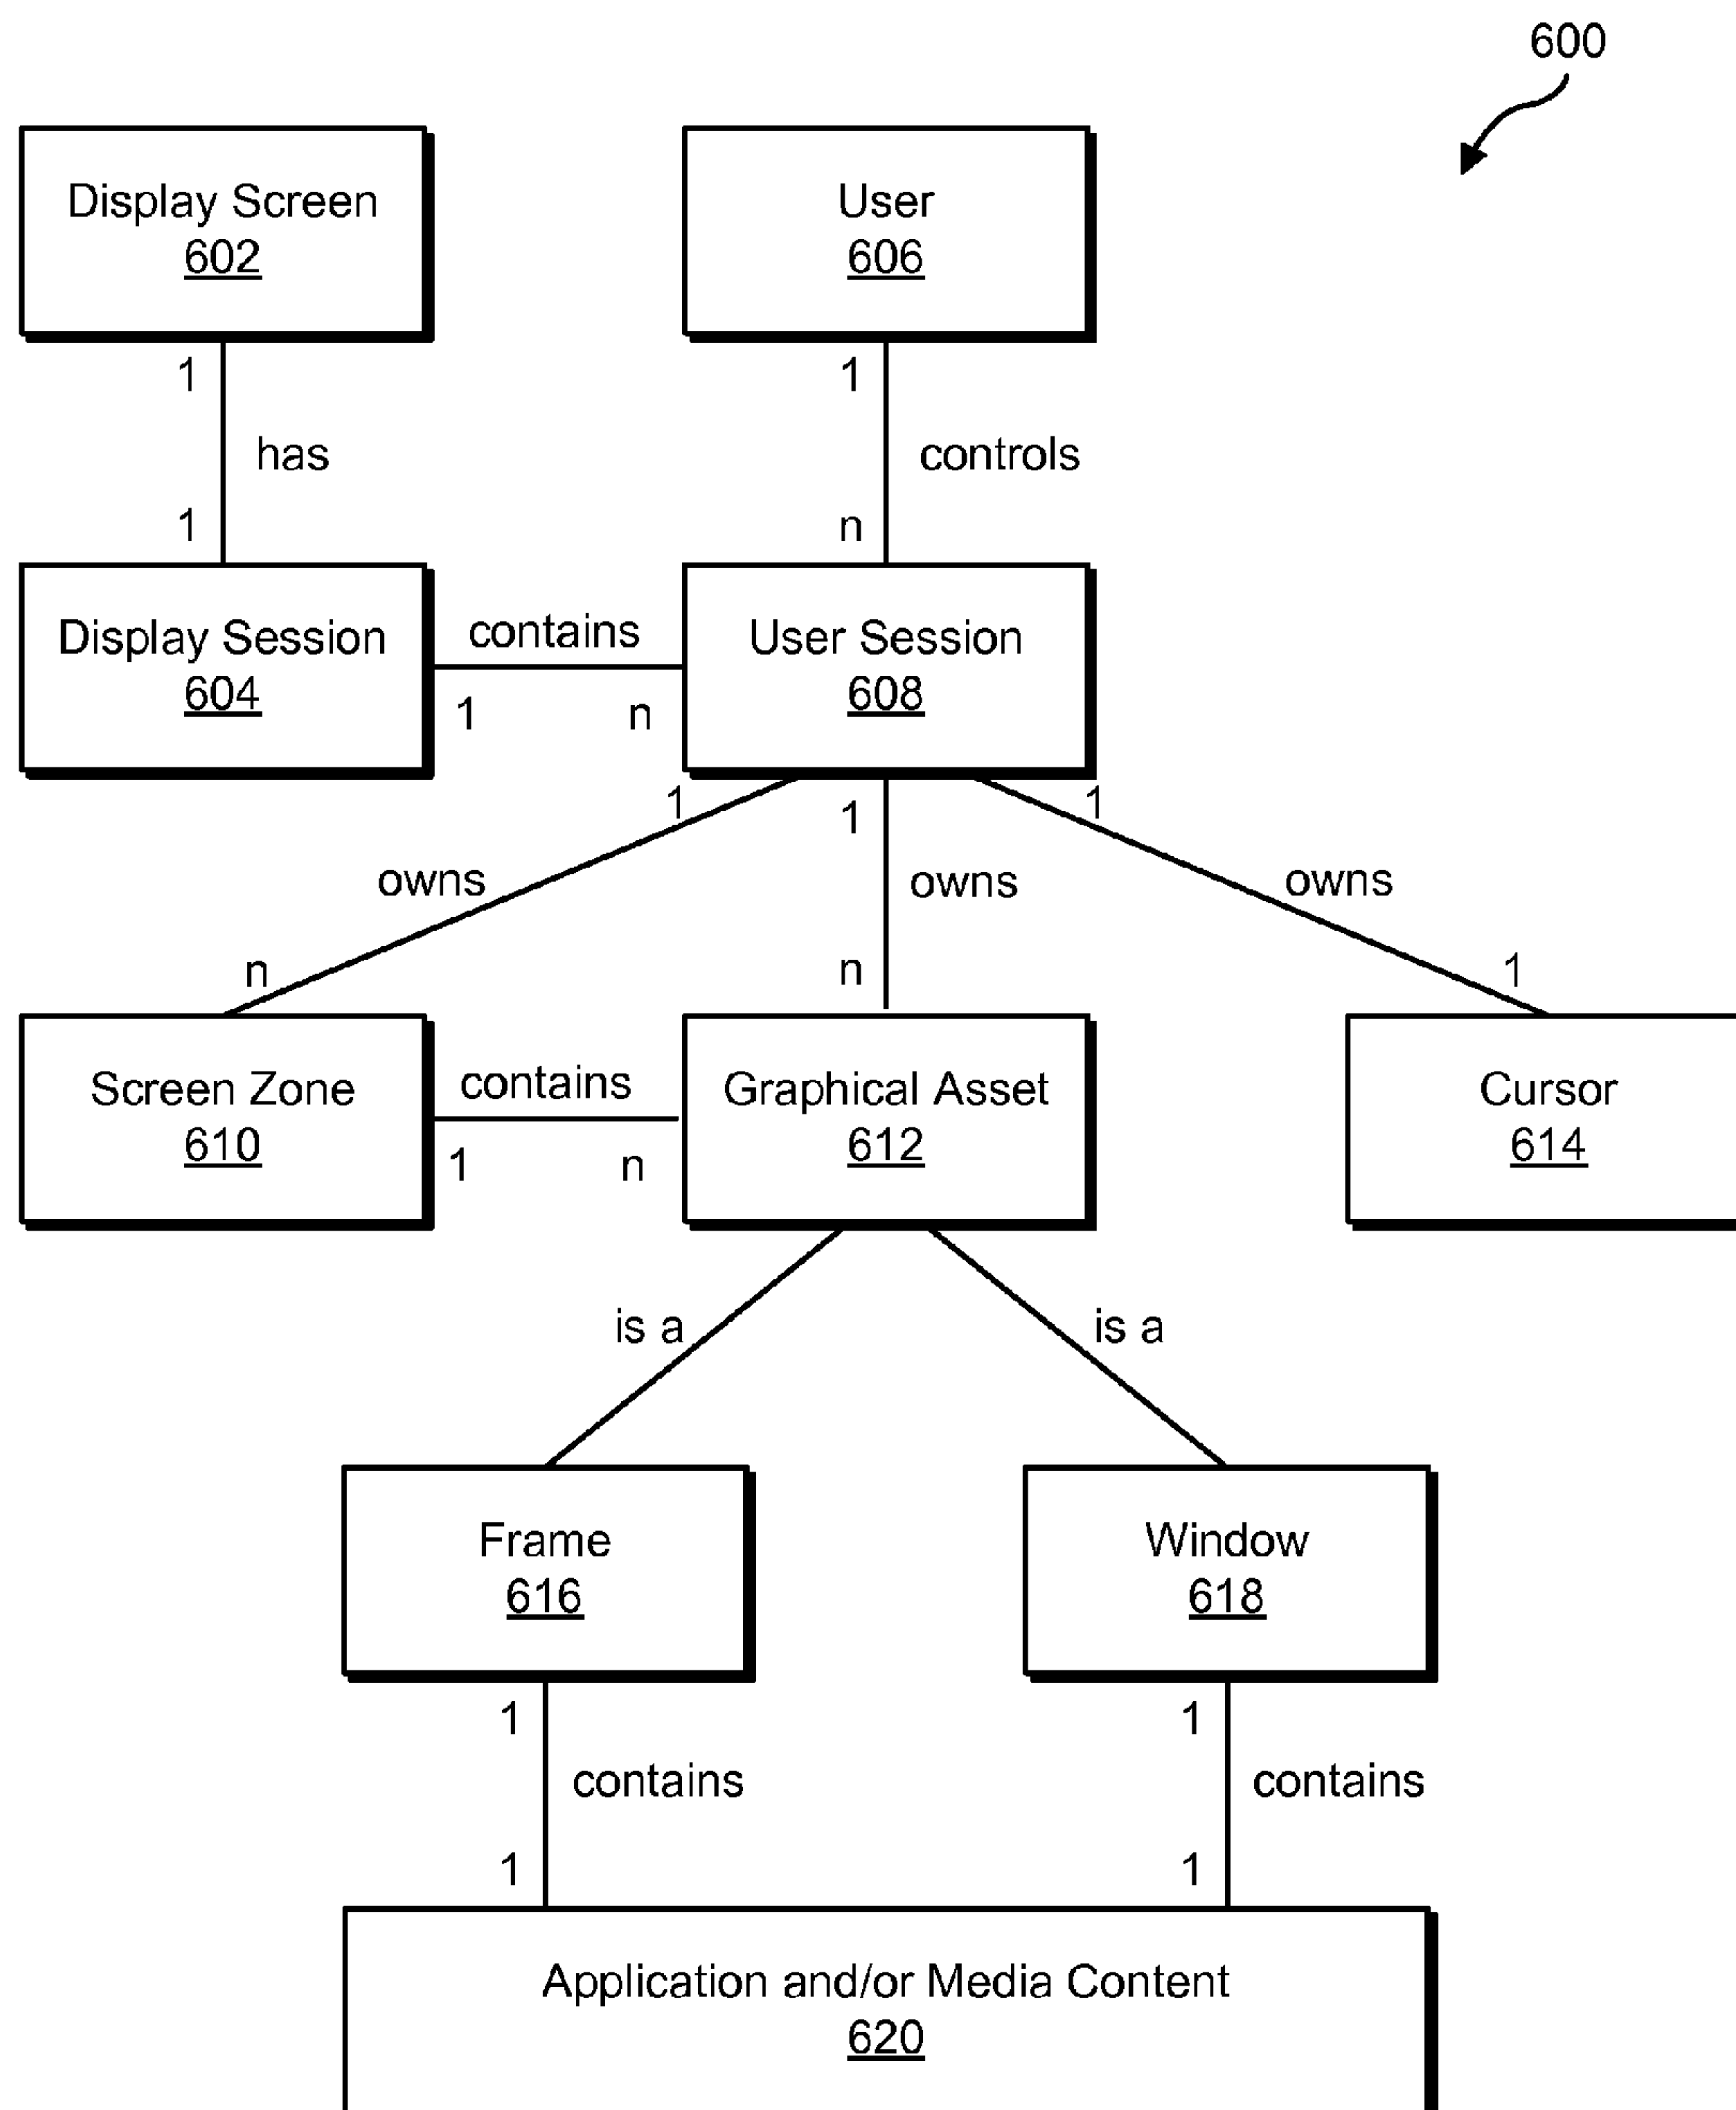 600
Display Screen
602
User
606
1
1
has
controls
1
n
Display Session
604
contains
1
n
User Session
608
1
1
1
owns
owns
owns
n
n
1
Screen Zone
610
contains
1
n
Graphical Asset
612
Cursor
614
is a
is a
Frame
616
Window
618
1
1
contains
contains
1
1
Application and/or Media Content
620